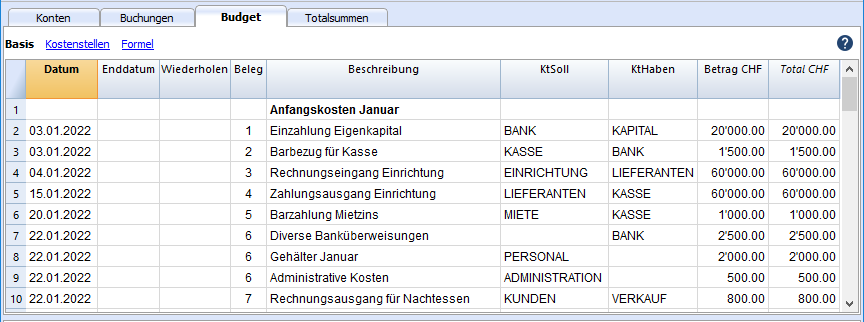 Konten Buchungen Budget Totalsummen
Basis Kostenstellen Formel ?
Datum Enddatum Wiederholen Beleg Beschreibung KtSoll KtHaben Betrag CHF Total CHF
1 Anfangskosten Januar
2 03.01.2022 1 Einzahlung Eigenkapital BANK KAPITAL 20'000.00 20'000.00
3 03.01.2022 2 Barbezug für Kasse KASSE BANK 1'500.00 1'500.00
4 04.01.2022 3 Rechnungseingang Einrichtung EINRICHTUNG LIEFERANTEN 60'000.00 60'000.00
5 15.01.2022 4 Zahlungsausgang Einrichtung LIEFERANTEN KASSE 60'000.00 60'000.00
6 20.01.2022 5 Barzahlung Mietzins MIETE KASSE 1'000.00 1'000.00
7 22.01.2022 6 Diverse Banküberweisungen BANK 2'500.00 2'500.00
8 22.01.2022 6 Gehälter Januar PERSONAL 2'000.00 2'000.00
9 22.01.2022 6 Administrative Kosten ADMINISTRATION 500.00 500.00
10 22.01.2022 7 Rechnungsausgang für Nachtessen KUNDEN VERKAUF 800.00 800.00